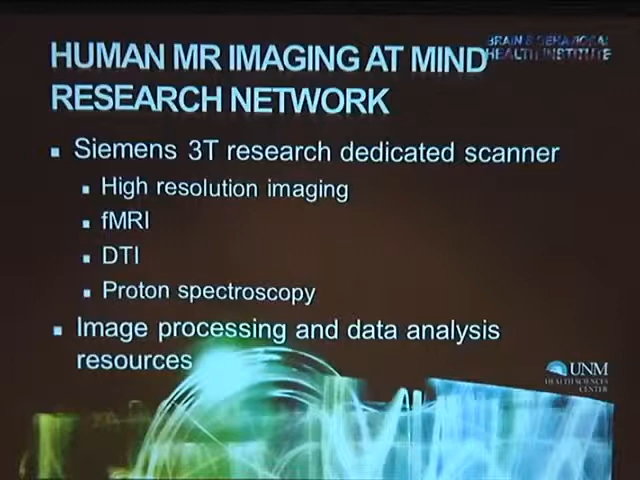 HUMAN MR IMAGING AT MIND
RESEARCH NETWORK
BRAIN & BEHAVIORAL
HEALTH INSTITUTE
▪ Siemens 3T research dedicated scanner
▪ High resolution imaging
▪ fMRI
▪ DTI
▪ Proton spectroscopy
▪ Image processing and data analysis
resources
UNM
HEALTH SCIENCES
CENTER